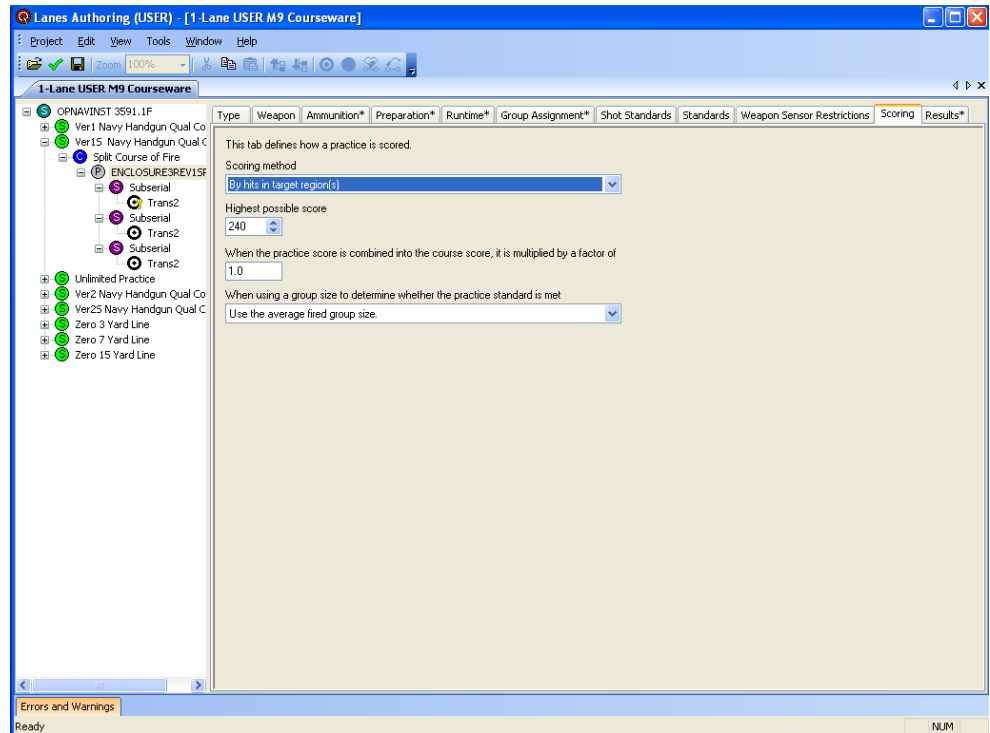 Lanes Authoring (USER) - [1-Lane USER M9 Courseware]
Project Edit View Tools Window Help
Zoom 100%
1-Lane USER M9 Courseware
OPNAVINST 3591.1F
Ver1 Navy Handgun Qual Co
Ver1S Navy Handgun Qual C
Split Course of Fire
ENCLOSURE3REV1SF
Subserial
Trans2
Subserial
Trans2
Subserial
Trans2
Unlimited Practice
Ver2 Navy Handgun Qual Co
Ver2S Navy Handgun Qual C
Zero 3 Yard Line
Zero 7 Yard Line
Zero 15 Yard Line
Type Weapon Ammunition* Preparation* Runtime* Group Assignment* Shot Standards Standards Weapon Sensor Restrictions Scoring Results*
This tab defines how a practice is scored.
Scoring method
By hits in target region(s)
Highest possible score
240
When the practice score is combined into the course score, it is multiplied by a factor of
1.0
When using a group size to determine whether the practice standard is met
Use the average fired group size.
Errors and Warnings
Ready NUM